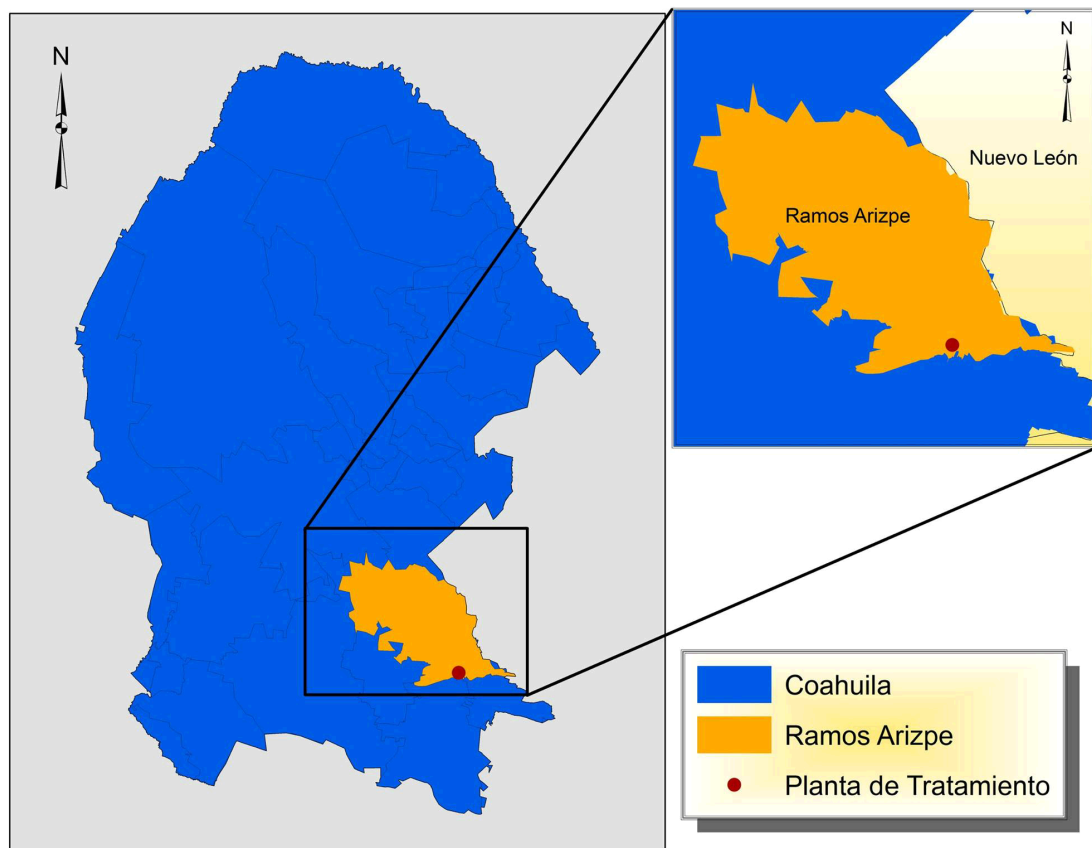 N
N
Nuevo León
Ramos Arizpe
Coahuila
Ramos Arizpe
Planta de Tratamiento